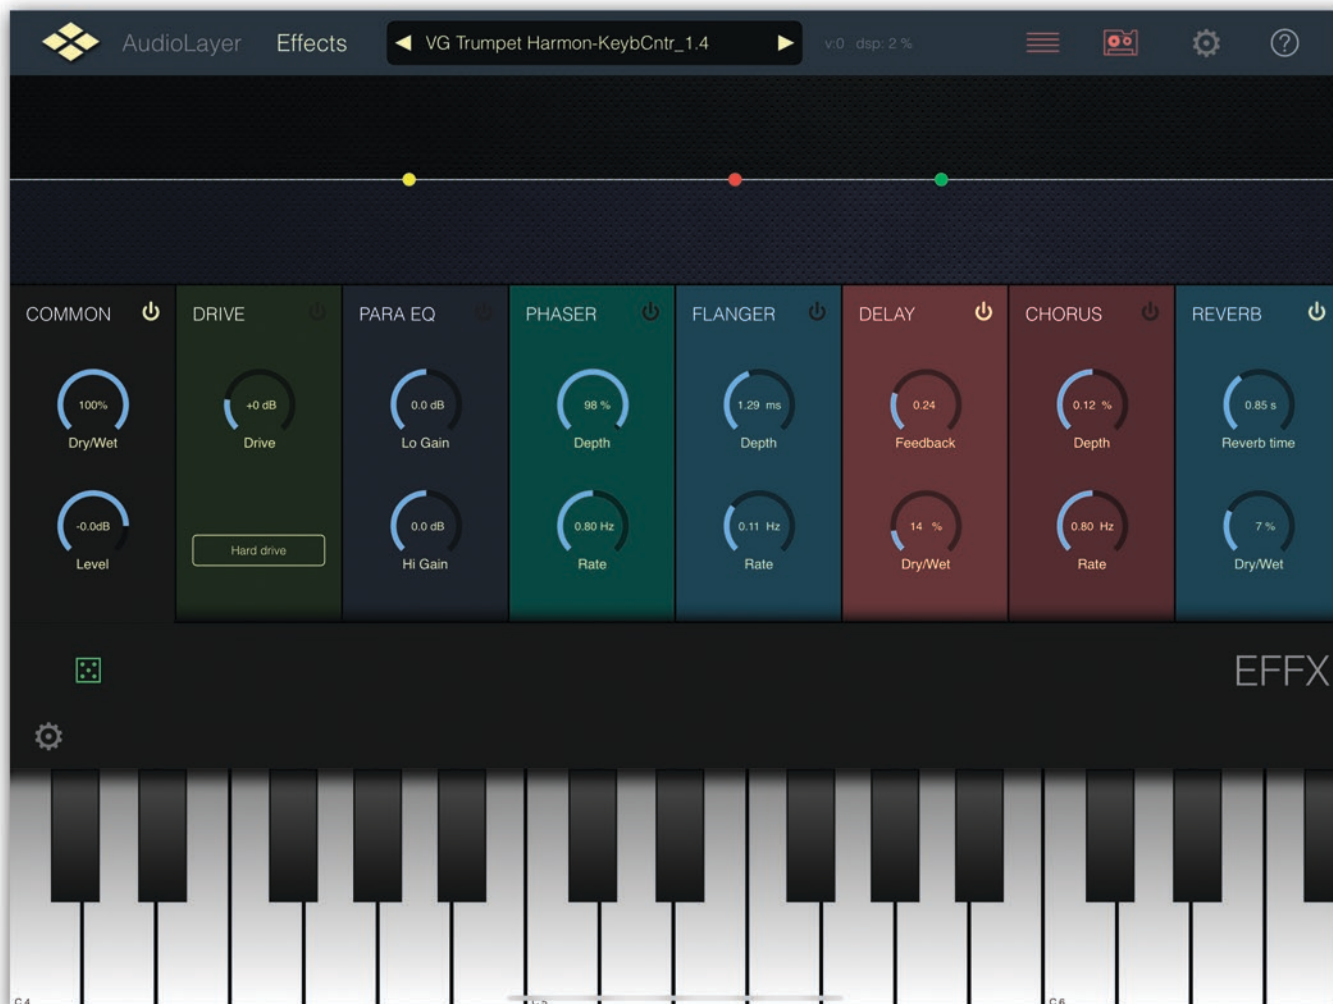 AudioLayer Effects VG Trumpet Harmon-KeybCntr_1.4 v:0 dsp: 2 % ?
COMMON DRIVE PARA EQ PHASER FLANGER DELAY CHORUS REVERB
100% +0 dB 0.0 dB 98 % 1.29 ms 0.24 0.12 % 0.85 s
Dry/Wet Drive Lo Gain Depth Depth Feedback Depth Reverb time
-0.0dB 0.0 dB 0.80 Hz 0.11 Hz 14 % 0.80 Hz 7 %
Hard drive
Level Hi Gain Rate Rate Dry/Wet Rate Dry/Wet
EFFX
C4 C6